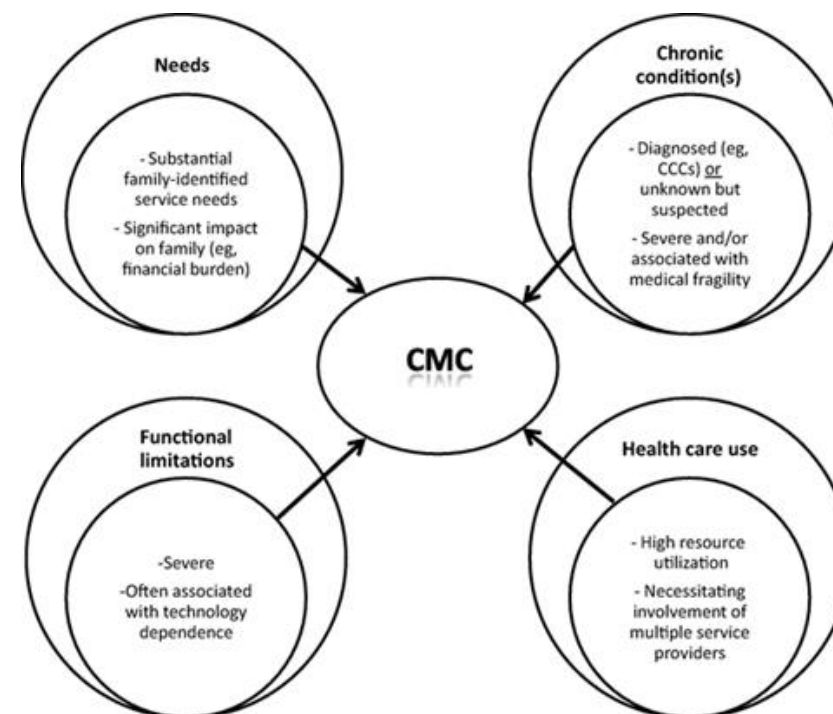 Needs
- Substantial
family-identified
service needs
- Significant impact
on family (eg,
financial burden)
Chronic
condition(s)
- Diagnosed (eg,
CCCs) or
unknown but
suspected
- Severe and/or
associated with
medical fragility
CMC
Functional
limitations
-Severe
-Often associated
with technology
dependence
Health care use
- High resource
utilization
- Necessitating
involvement of
multiple service
providers